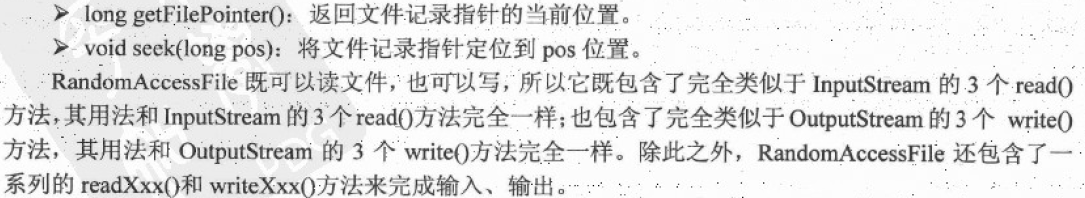 ➢ long getFilePointer()：返回文件记录指针的当前位置。
➢ void seek(long pos)：将文件记录指针定位到 pos 位置。
RandomAccessFile 既可以读文件，也可以写，所以它既包含了完全类似于 InputStream 的 3 个 read()
方法，其用法和 InputStream 的 3 个 read()方法完全一样；也包含了完全类似于 OutputStream 的 3 个 write()
方法，其用法和 OutputStream 的 3 个 write()方法完全一样。除此之外，RandomAccessFile 还包含了一
系列的 readXxx()和 writeXxx()方法来完成输入、输出。